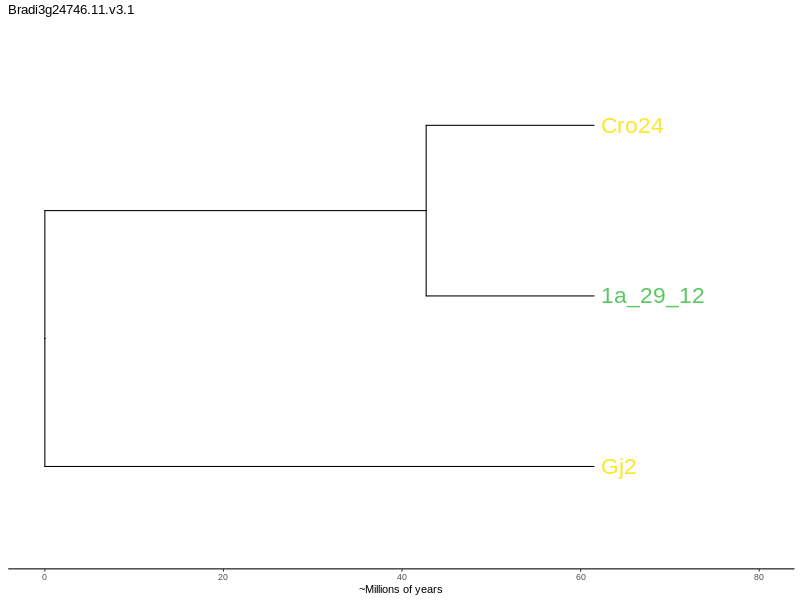 Bradi3g24746.11.v3.1
Cro24
1a_29_12
Gj2
0 20 40 60 80
~Millions of years